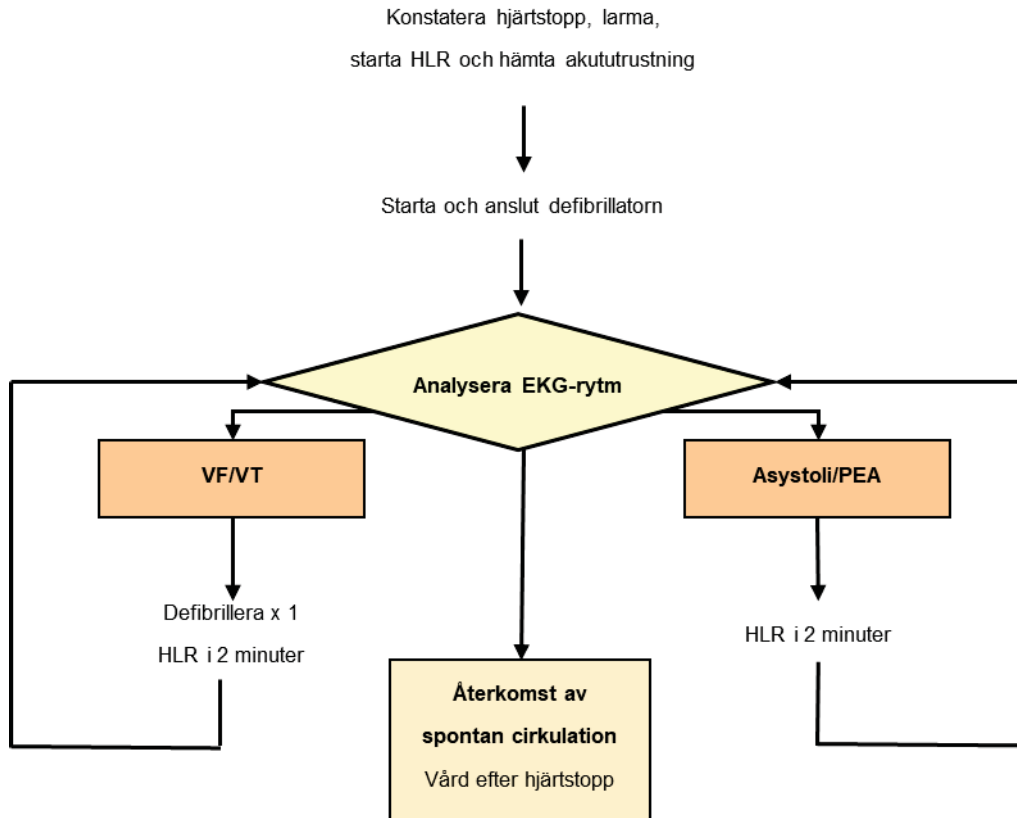 Konstatera hjärtstopp, larma,
starta HLR och hämta akututrustning
Starta och anslut defibrillatorn
Analysera EKG-rytm
VF/VT
Asystoli/PEA
Defibrillera x 1
HLR i 2 minuter
HLR i 2 minuter
Återkomst av
spontan cirkulation
Vård efter hjärtstopp